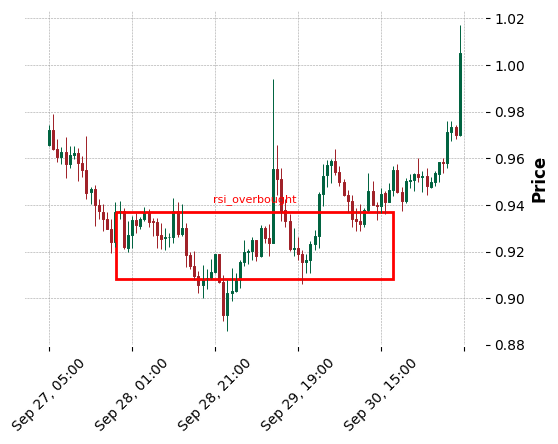 1.02
1.00
0.98
0.96
0.94
0.92
0.90
0.88
Price
rsi_overbought
Sep 27, 05:00
Sep 28, 01:00
Sep 28, 21:00
Sep 29, 19:00
Sep 30, 15:00